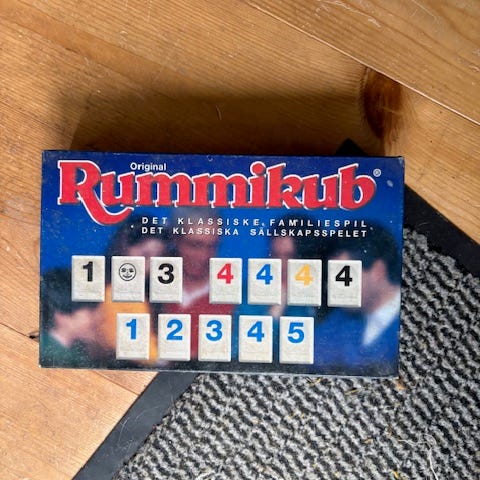 Original
Rummikub®
DET KLASSISKE FAMILIESPIL
DET KLASSISKA SÄLLSKAPSSPELET
1 3 4 4 4 4
1 2 3 4 5